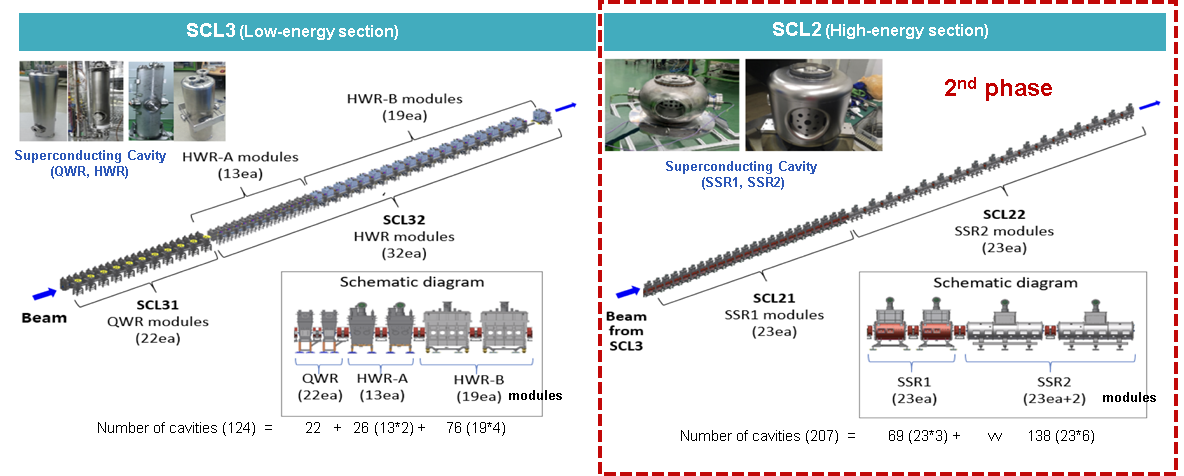 SCL3 (Low-energy section)
HWR-B modules
(19ea)
Superconducting Cavity
(QWR, HWR)
HWR-A modules
(13ea)
SCL32
HWR modules
(32ea)
Beam
SCL31
QWR modules
(22ea)
Schematic diagram
QWR
(22ea)
HWR-A
(13ea)
HWR-B
(19ea)
modules
Number of cavities (124) = 22 + 26 (13*2) + 76 (19*4)
SCL2 (High-energy section)
2nd phase
Superconducting Cavity
(SSR1, SSR2)
SCL22
SSR2 modules
(23ea)
SCL21
SSR1 modules
(23ea)
Beam
from
SCL3
Schematic diagram
SSR1
(23ea)
SSR2
(23ea+2)
modules
Number of cavities (207) = 69 (23*3) + w 138 (23*6)